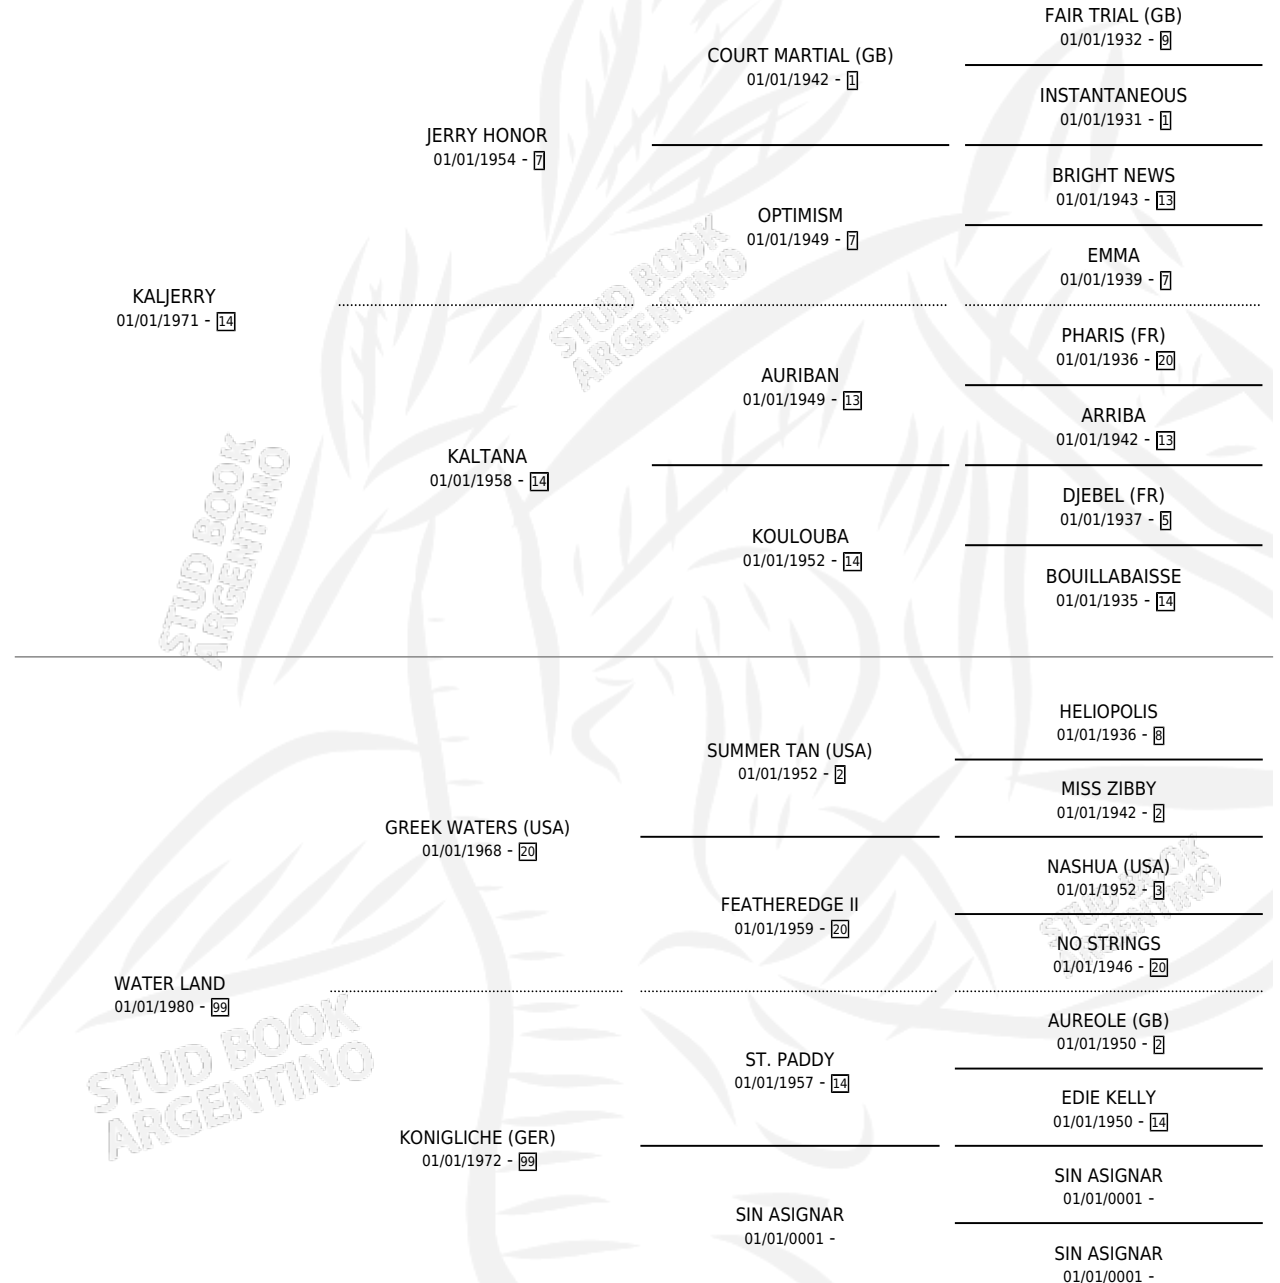 FAIR TRIAL (GB)
01/01/1932 - 9
COURT MARTIAL (GB)
01/01/1942 - 1
INSTANTANEOUS
01/01/1931 - 1
JERRY HONOR
01/01/1954 - 7
BRIGHT NEWS
01/01/1943 - 13
OPTIMISM
01/01/1949 - 7
EMMA
01/01/1939 - 7
KALJERRY
01/01/1971 - 14
PHARIS (FR)
01/01/1936 - 20
AURIBAN
01/01/1949 - 13
ARRIBA
01/01/1942 - 13
KALTANA
01/01/1958 - 14
DJEBEL (FR)
01/01/1937 - 5
KOULOUBA
01/01/1952 - 14
BOUILLABAISSE
01/01/1935 - 14
HELIOPOLIS
01/01/1936 - 8
SUMMER TAN (USA)
01/01/1952 - 2
MISS ZIBBY
01/01/1942 - 2
GREEK WATERS (USA)
01/01/1968 - 20
NASHUA (USA)
01/01/1952 - 3
FEATHEREDGE II
01/01/1959 - 20
NO STRINGS
01/01/1946 - 20
WATER LAND
01/01/1980 - 99
AUREOLE (GB)
01/01/1950 - 2
ST. PADDY
01/01/1957 - 14
EDIE KELLY
01/01/1950 - 14
KONIGLICHE (GER)
01/01/1972 - 99
SIN ASIGNAR
01/01/0001 -
SIN ASIGNAR
01/01/0001 -
SIN ASIGNAR
01/01/0001 -
STUD BOOK
ARGENTINO
STUD BOOK
ARGENTINO
STUD BOOK
ARGENTINO
STUD BOOK
ARGENTINO